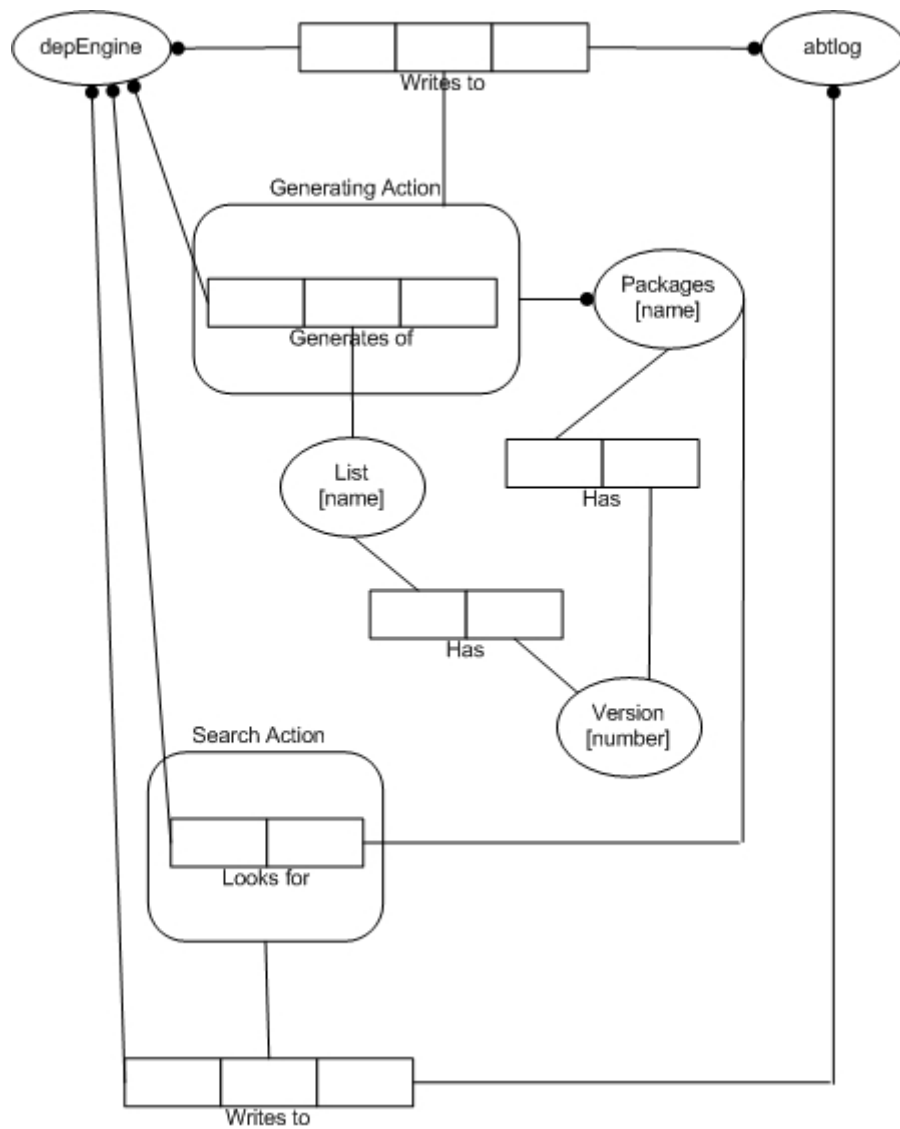 depEngine
abtlog
Writes to
Generating Action
Packages
[name]
Generates of
List
[name]
Has
Has
Version
[number]
Search Action
Looks for
Writes to